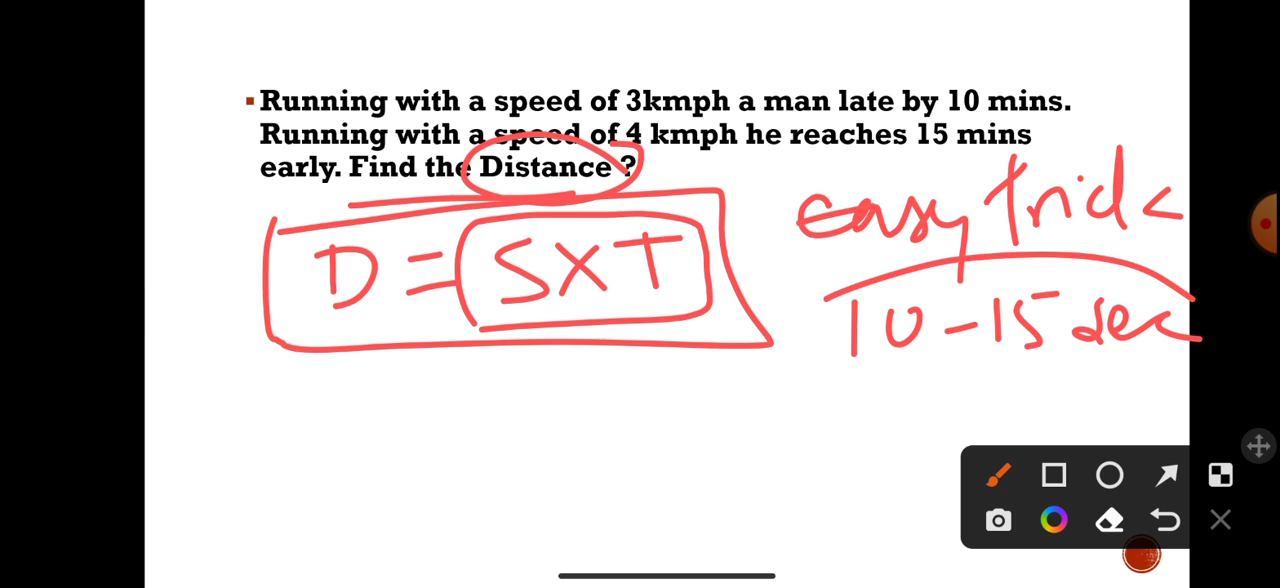 Running with a speed of 3kmph a man late by 10 mins.
Running with a speed of 4 kmph he reaches 15 mins
early. Find the Distance ?
D = S X T
easy trick
10-15 sec